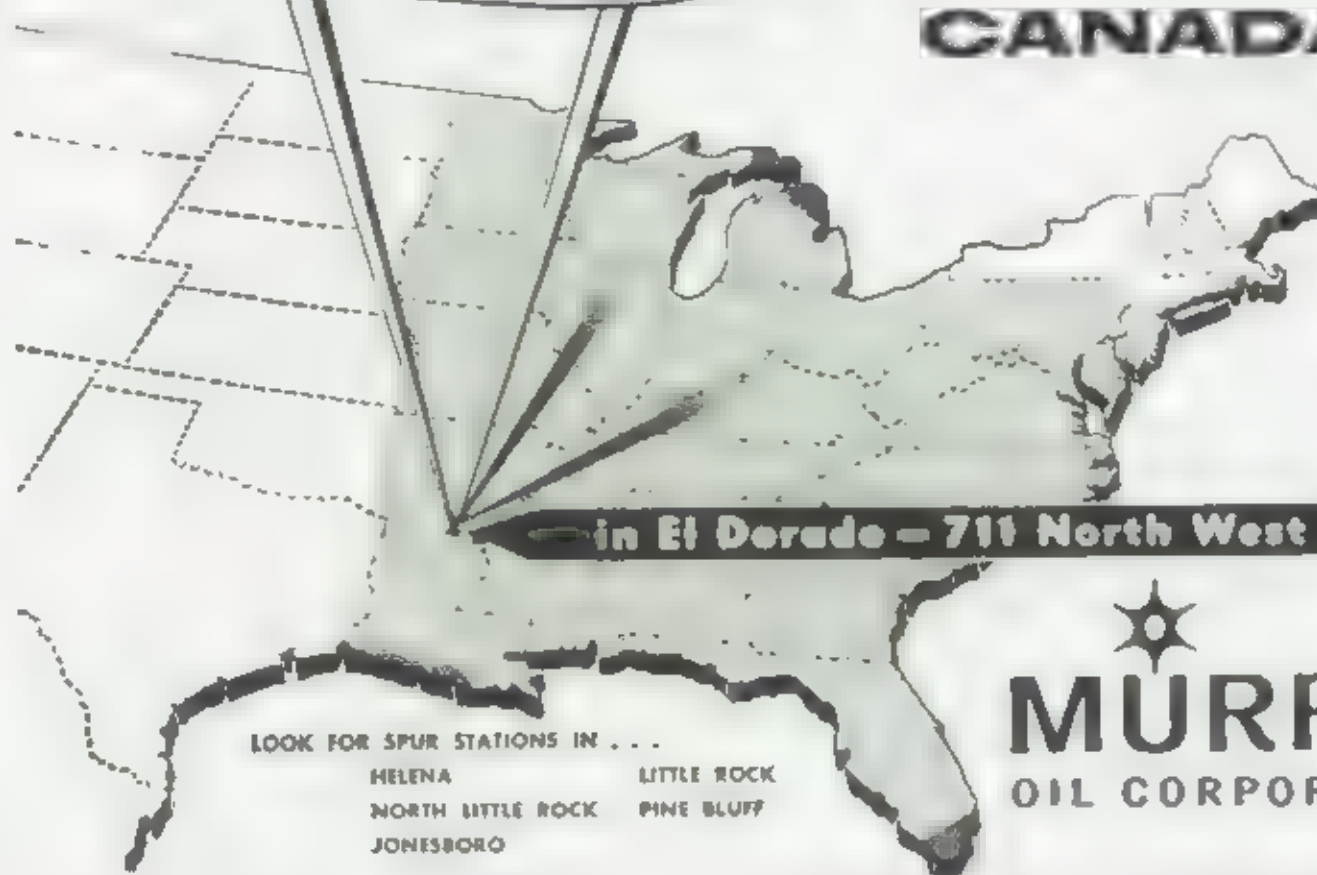 CANADA
in El Dorado — 711 North West
MURP
OIL CORPOR
LOOK FOR SPUR STATIONS IN . . .
HELENA LITTLE ROCK
NORTH LITTLE ROCK PINE BLUFF
JONESBORO